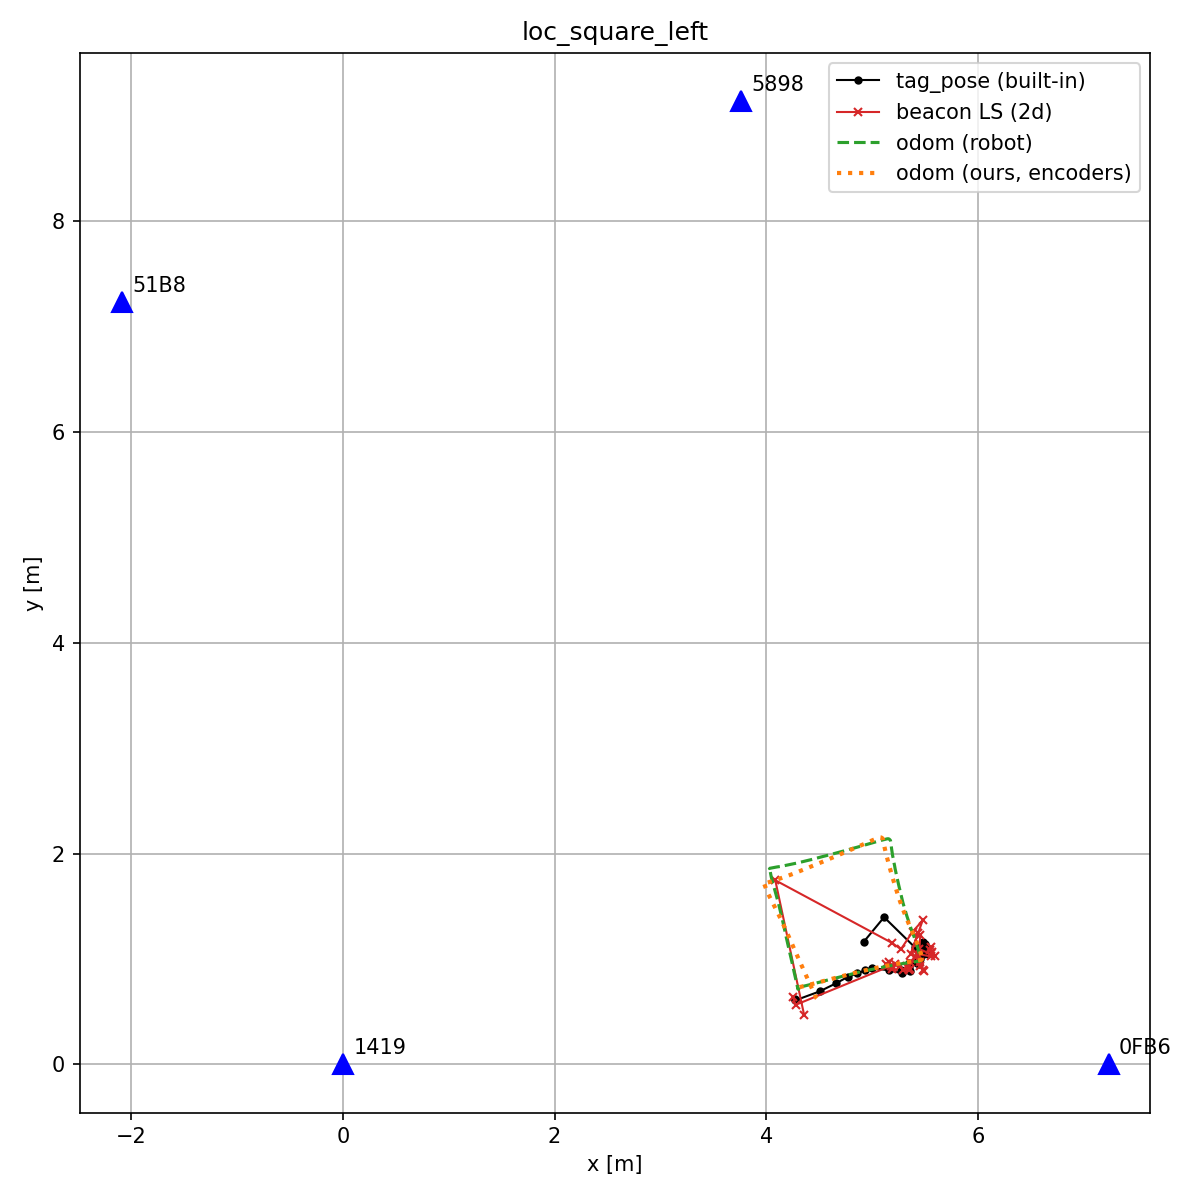 loc_square_left
5898
tag_pose (built-in)
beacon LS (2d)
odom (robot)
odom (ours, encoders)
51B8
1419
0FB6
8
6
4
2
0
y [m]
−2
0
2
4
6
x [m]